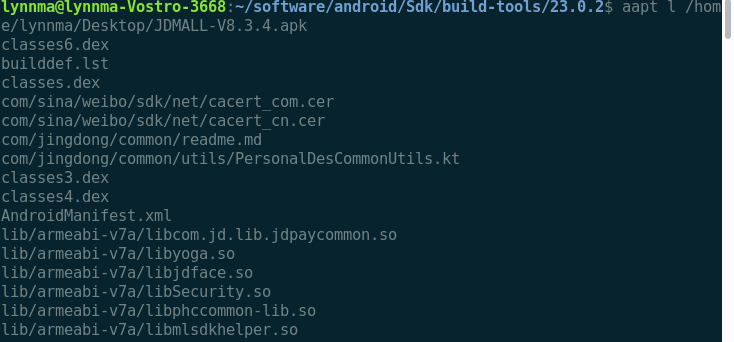 lynnma@lynnma-Vostro-3668:~/software/android/Sdk/build-tools/23.0.2$ aapt l /hom
e/lynnma/Desktop/JDMALL-V8.3.4.apk
classes6.dex
builddef.lst
classes.dex
com/sina/weibo/sdk/net/cacert_com.cer
com/sina/weibo/sdk/net/cacert_cn.cer
com/jingdong/common/readme.md
com/jingdong/common/utils/PersonalDesCommonUtils.kt
classes3.dex
classes4.dex
AndroidManifest.xml
lib/armeabi-v7a/libcom.jd.lib.jdpaycommon.so
lib/armeabi-v7a/libyoga.so
lib/armeabi-v7a/libjdface.so
lib/armeabi-v7a/libSecurity.so
lib/armeabi-v7a/libphccommon-lib.so
lib/armeabi-v7a/libmlsdkhelper.so